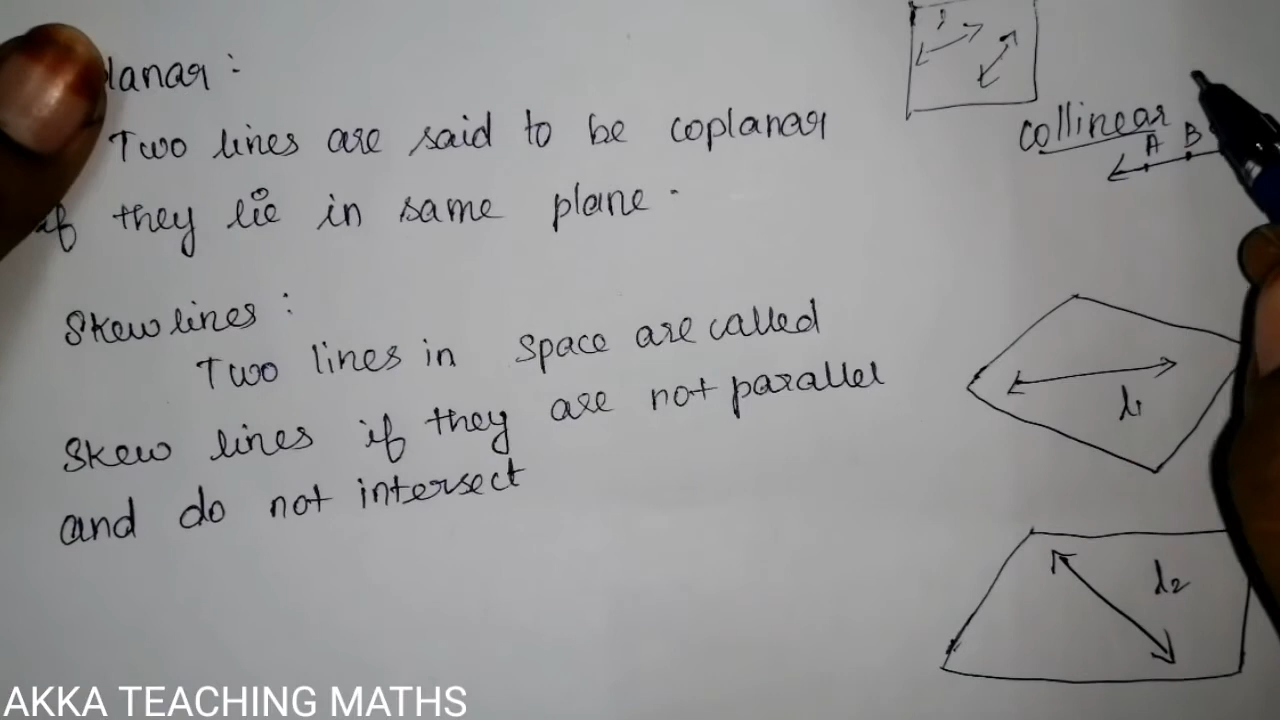 lanar :
Two lines are said to be coplanar
if they lie in same plane .
Skew lines :
Two lines in space are called
Skew lines if they are not parallel
and do not intersect
collinear
A B
l1
l2
AKKA TEACHING MATHS